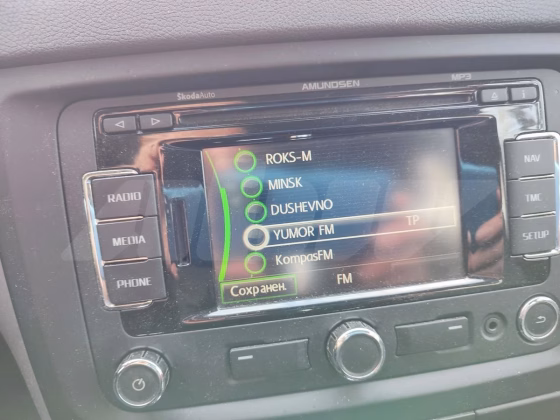 SkodaAuto AMUNDSEN MP3
RADIO
MEDIA
PHONE
ROKS-M
MINSK
DUSHEVNO
YUMOR FM TP
KompasFM
Сохранен. FM
NAV
TMC
SETUP